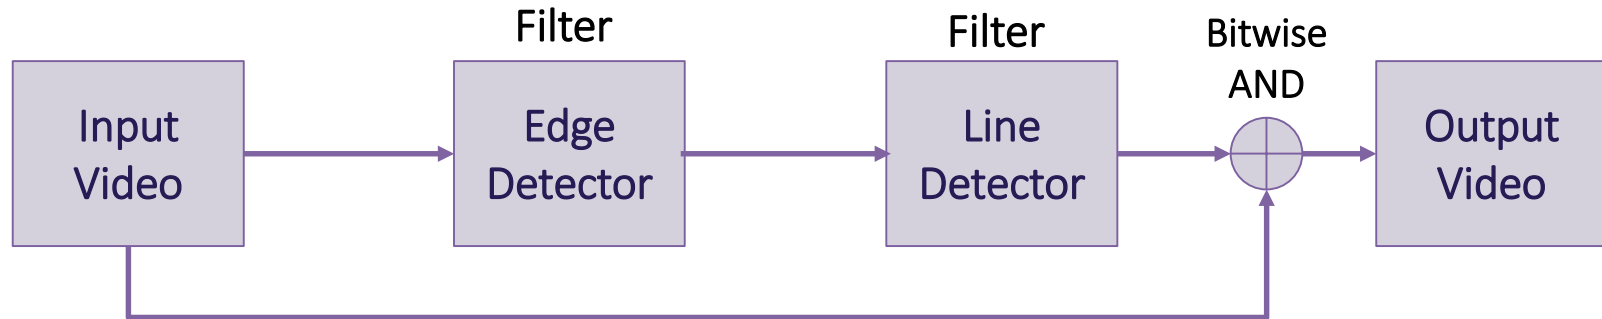 Filter
Filter
Bitwise
AND
Input
Video
Edge
Detector
Line
Detector
Output
Video